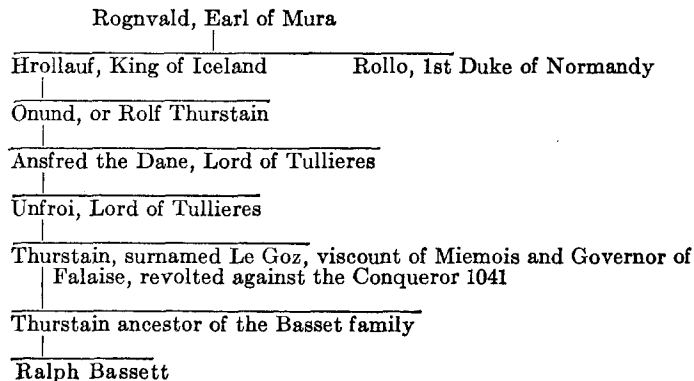 Rognvald, Earl of Mura
Hrollauf, King of Iceland Rollo, 1st Duke of Normandy
Onund, or Rolf Thurstain
Ansfred the Dane, Lord of Tullieres
Unfroi, Lord of Tullieres
Thurstain, surnamed Le Goz, viscount of Miemois and Governor of
Falaise, revolted against the Conqueror 1041
Thurstain ancestor of the Basset family
Ralph Bassett